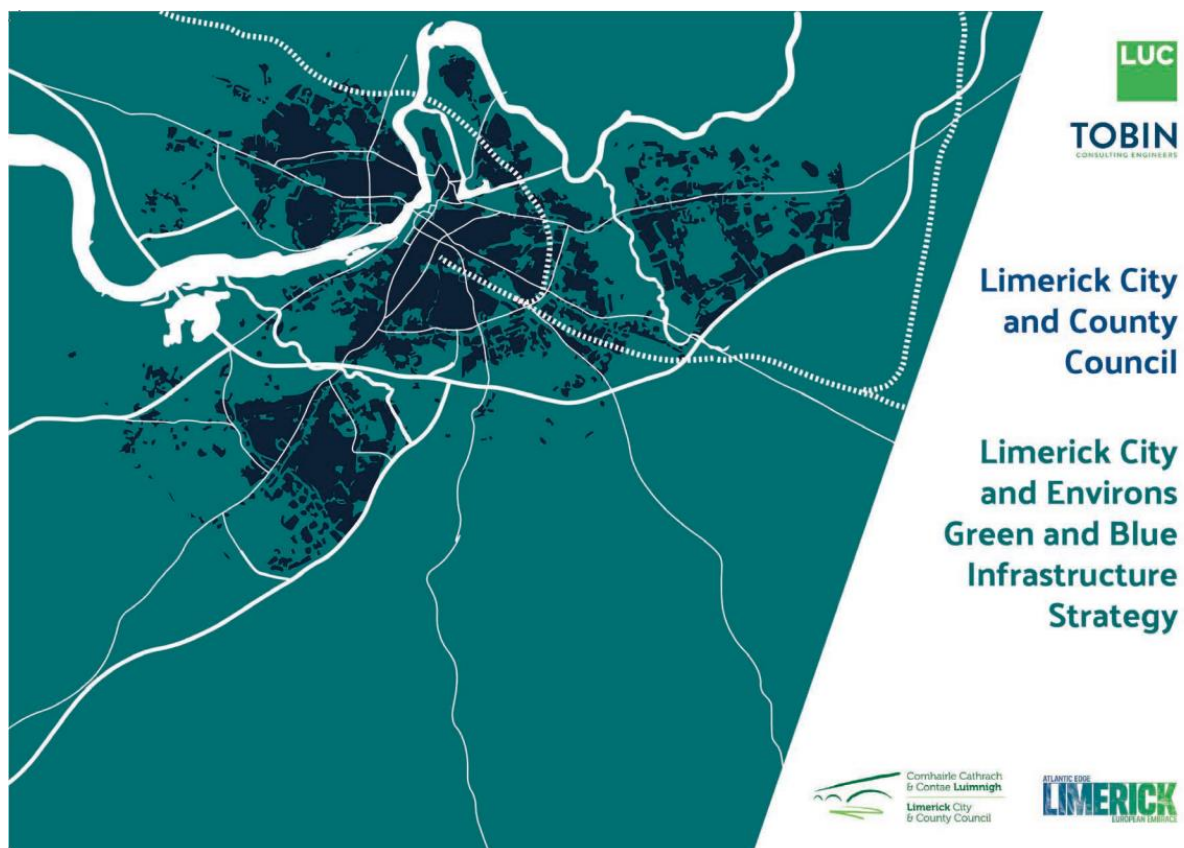 LUC
TOBIN
CONSULTING ENGINEERS
Limerick City
and County
Council
Limerick City
and Environs
Green and Blue
Infrastructure
Strategy
Comhairle Cathrach
& Contae Luimnigh
Limerick City
& County Council
ATLANTIC EDGE
LIMERICK
EUROPEAN EMBRACE